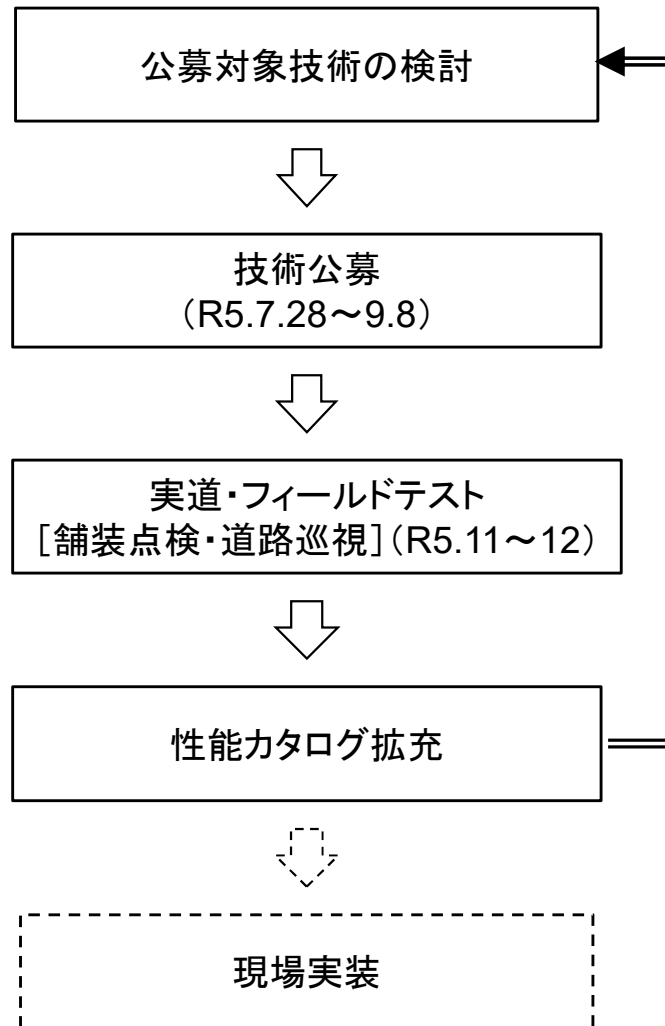 公募対象技術の検討
技術公募
（R5.7.28～9.8）
実道・フィールドテスト
［舗装点検・道路巡視］（R5.11～12）
性能カタログ拡充
現場実装